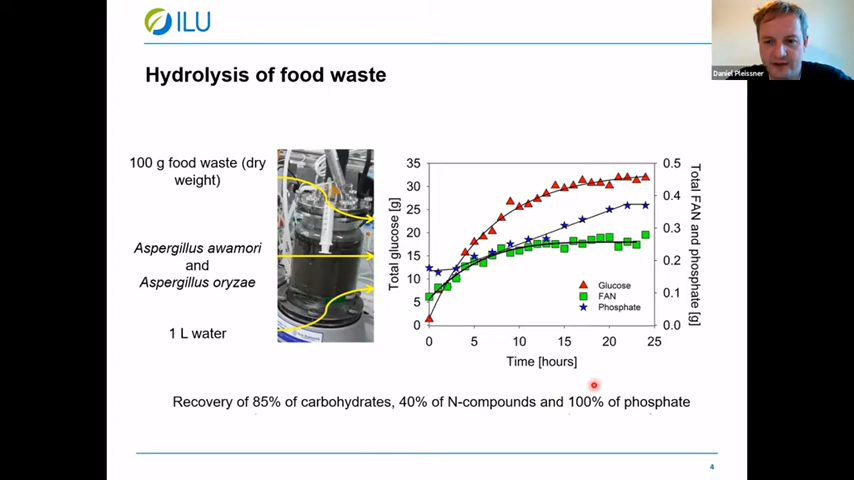 ILU
Daniel Pleissner
Hydrolysis of food waste
100 g food waste (dry
weight)
Aspergillus awamori
and
Aspergillus oryzae
1 L water
Total glucose [g]
35
30
25
20
15
10
5
0
0.5
0.4
0.3
0.2
0.1
0.0
Total FAN and phosphate [g]
Glucose
FAN
Phosphate
0 5 10 15 20 25
Time [hours]
Recovery of 85% of carbohydrates, 40% of N-compounds and 100% of phosphate
4